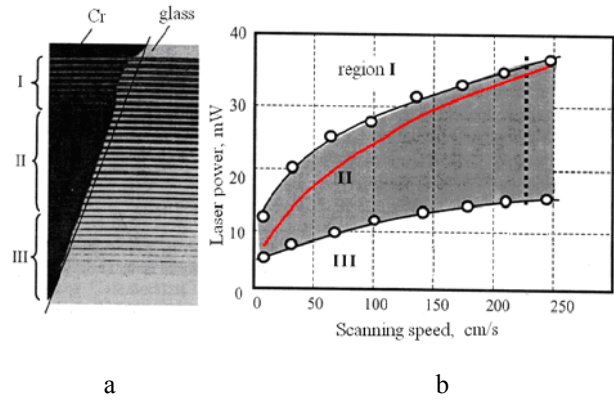 Cr
glass
I
II
III
a
Laser power, mW
40
30
20
10
0
region I
II
III
0
50
100
150
200
250
Scanning speed, cm/s
b